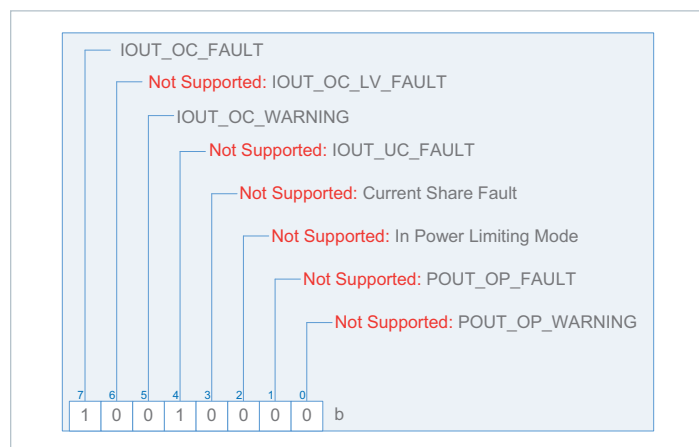 IOUT_OC_FAULT
Not Supported: IOUT_OC_LV_FAULT
IOUT_OC_WARNING
Not Supported: IOUT_UC_FAULT
Not Supported: Current Share Fault
Not Supported: In Power Limiting Mode
Not Supported: POUT_OP_FAULT
Not Supported: POUT_OP_WARNING
7 6 5 4 3 2 1 0
1 0 0 1 0 0 0 0 b